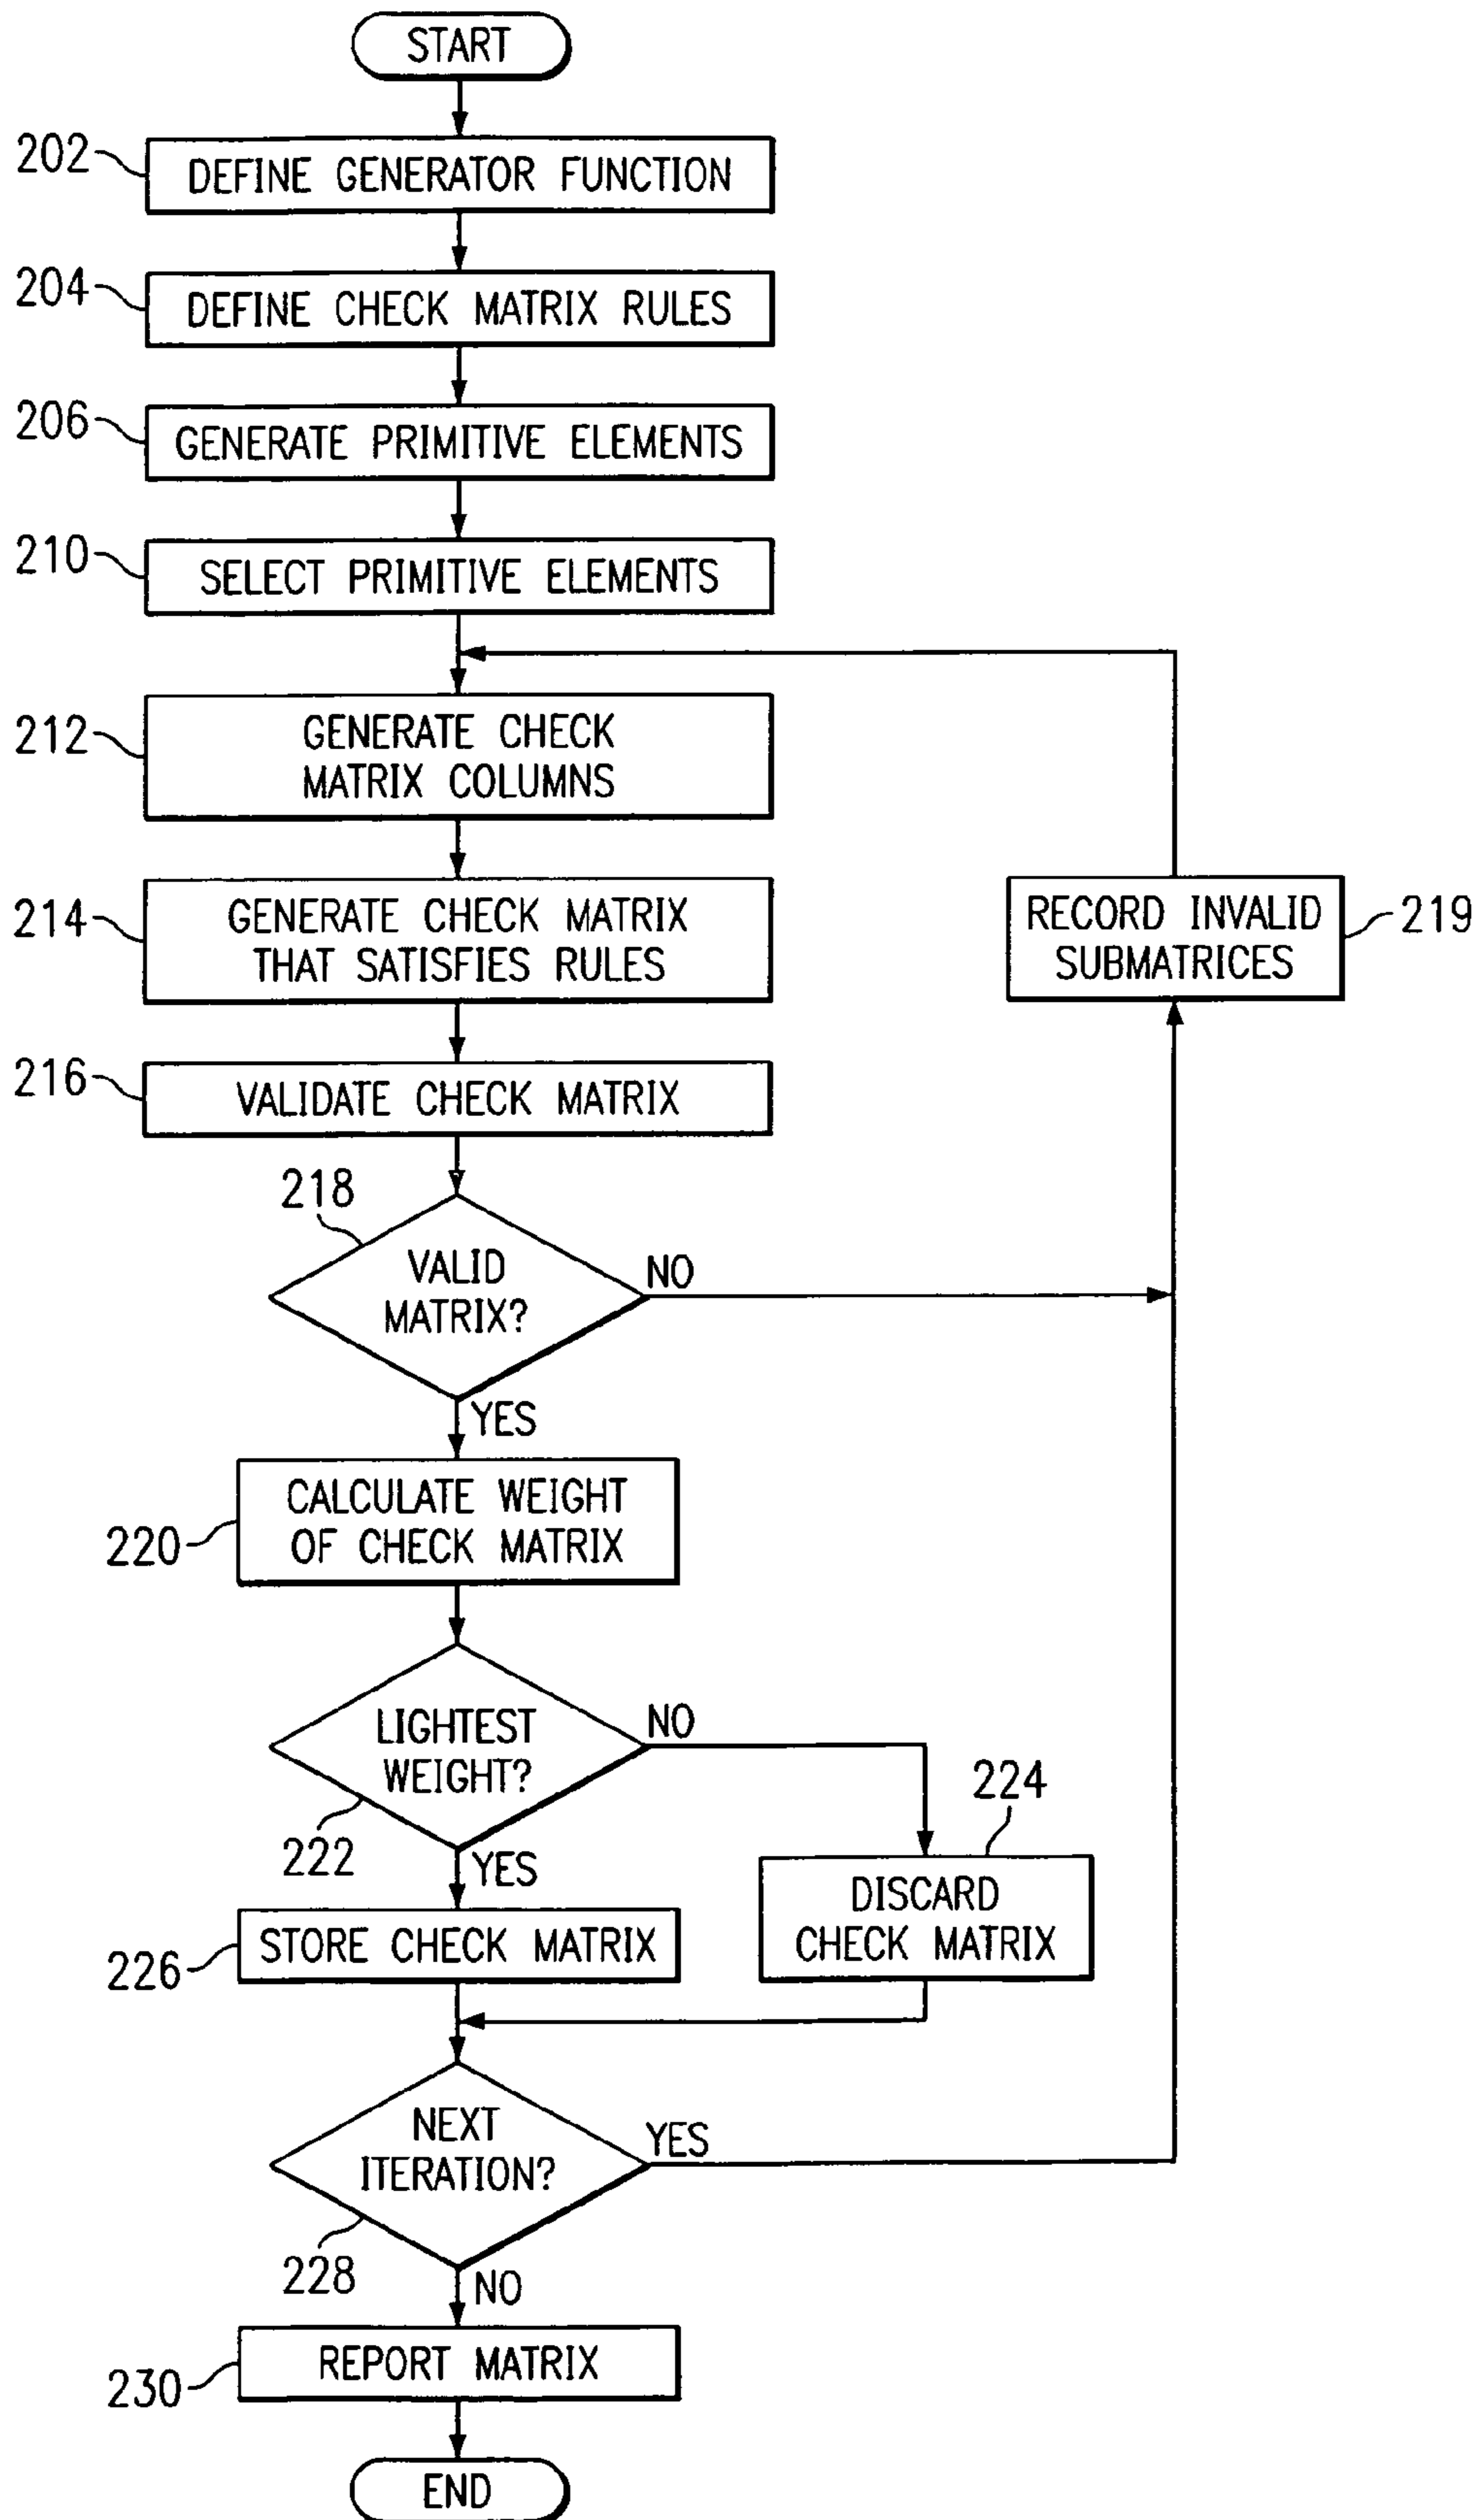 START
202
DEFINE GENERATOR FUNCTION
204
DEFINE CHECK MATRIX RULES
206
GENERATE PRIMITIVE ELEMENTS
210
SELECT PRIMITIVE ELEMENTS
212
GENERATE CHECK
MATRIX COLUMNS
214
GENERATE CHECK MATRIX
THAT SATISFIES RULES
RECORD INVALID
SUBMATRICES
219
216
VALIDATE CHECK MATRIX
218
VALID
MATRIX?
NO
YES
CALCULATE WEIGHT
OF CHECK MATRIX
220
LIGHTEST
WEIGHT?
NO
222
YES
224
DISCARD
CHECK MATRIX
STORE CHECK MATRIX
226
NEXT
ITERATION?
YES
228
NO
REPORT MATRIX
230
END